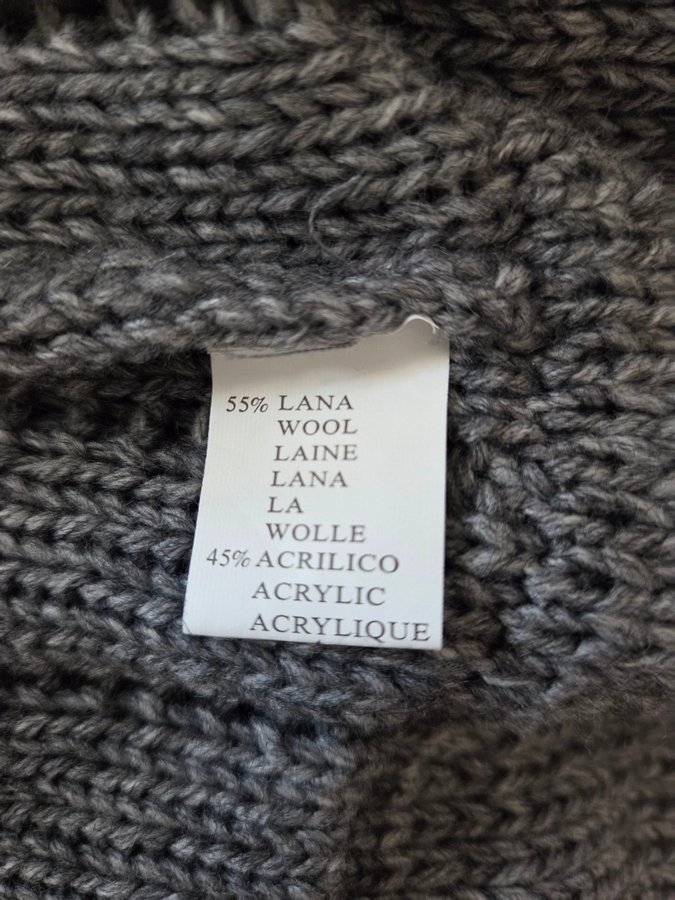 55% LANA
WOOL
LAINE
LANA
LA
WOLLE
45% ACRILICO
ACRYLIC
ACRYLIQUE